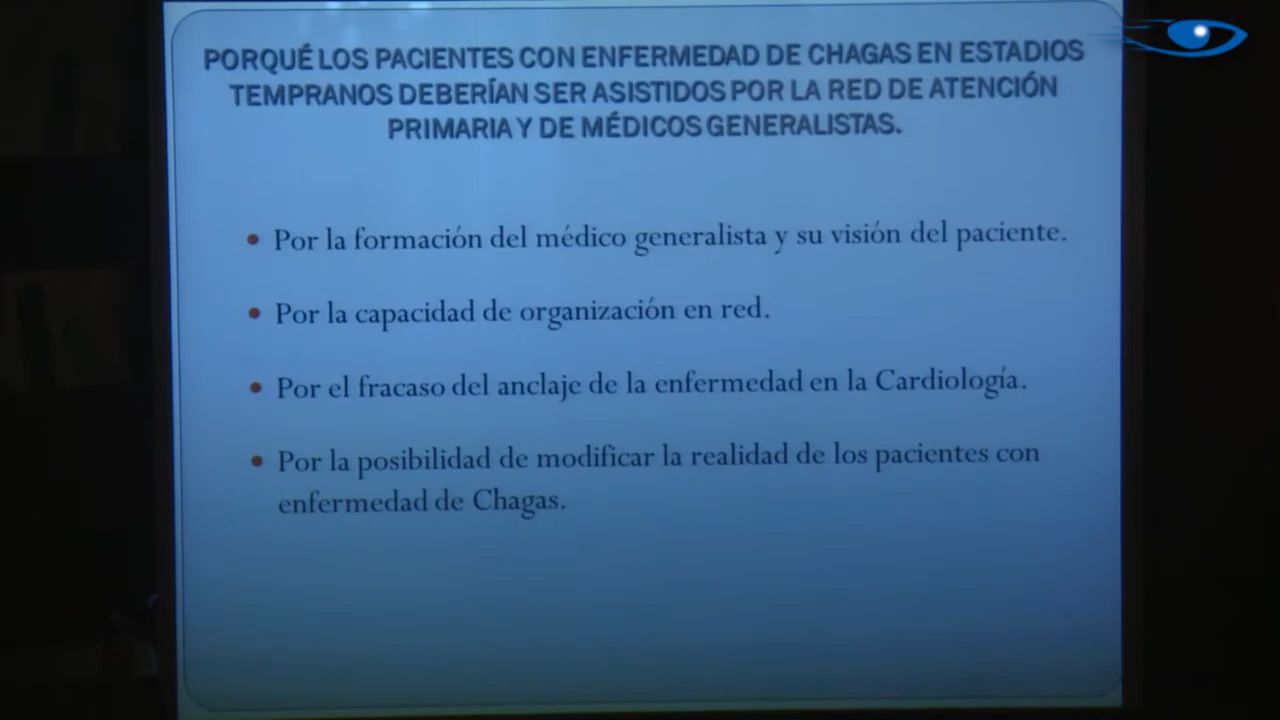 PORQUÉ LOS PACIENTES CON ENFERMEDAD DE CHAGAS EN ESTADIOS
TEMPRANOS DEBERÍAN SER ASISTIDOS POR LA RED DE ATENCIÓN
PRIMARIA Y DE MÉDICOS GENERALISTAS.
• Por la formación del médico generalista y su visión del paciente.
• Por la capacidad de organización en red.
• Por el fracaso del anclaje de la enfermedad en la Cardiología.
• Por la posibilidad de modificar la realidad de los pacientes con
enfermedad de Chagas.